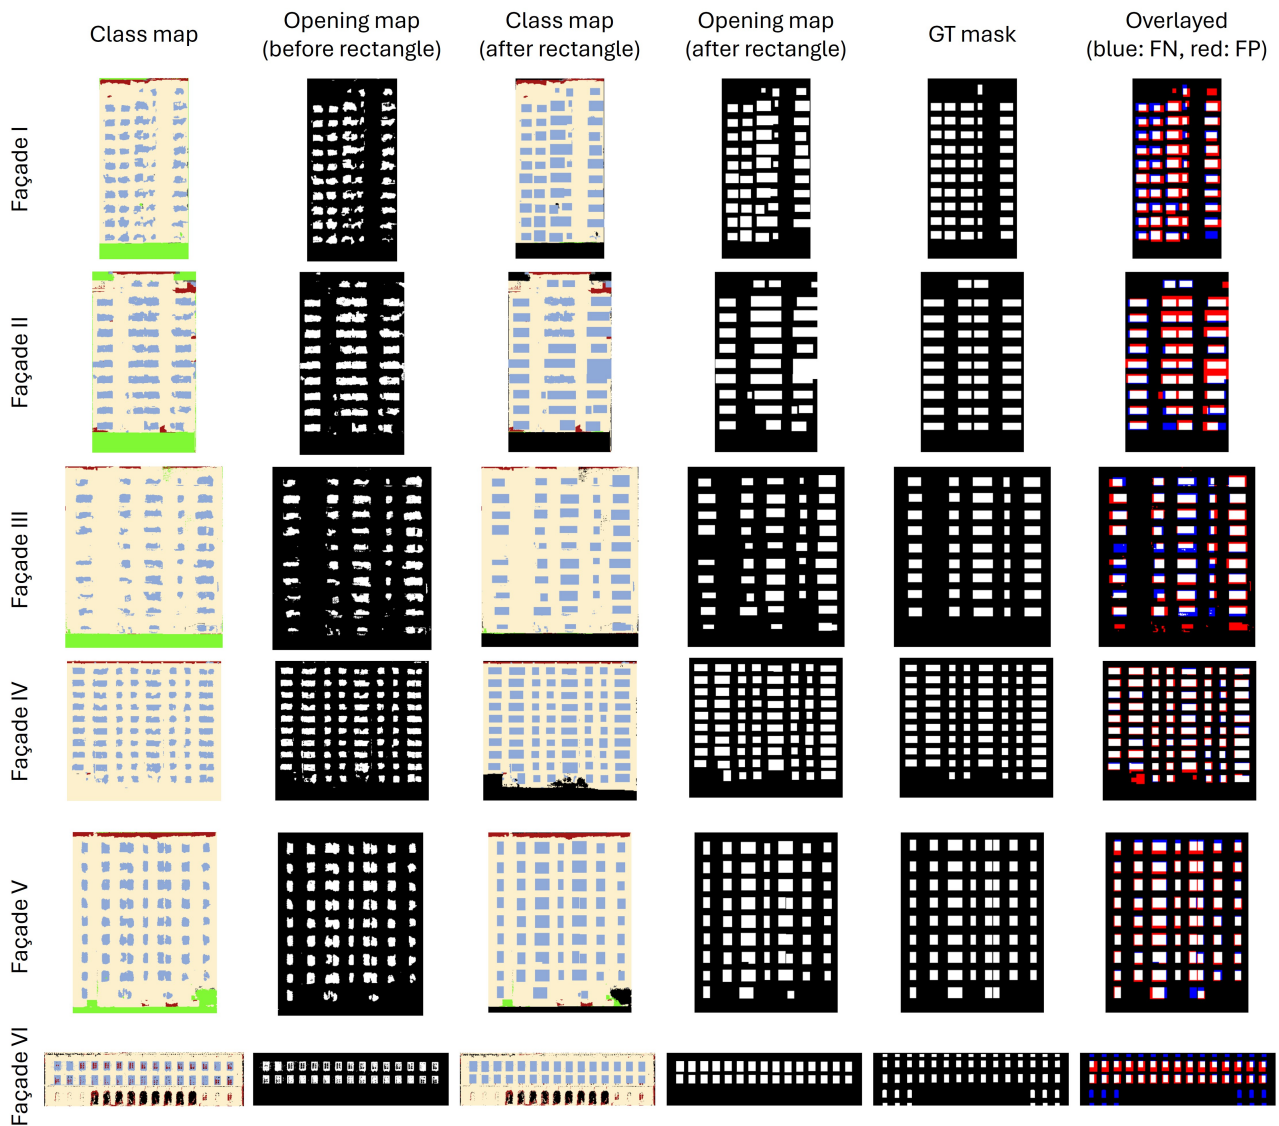 Class map
Opening map
(before rectangle)
Class map
(after rectangle)
Opening map
(after rectangle)
GT mask
Overlayed
(blue: FN, red: FP)
Façade I
Façade II
Façade III
Façade IV
Façade V
Façade VI